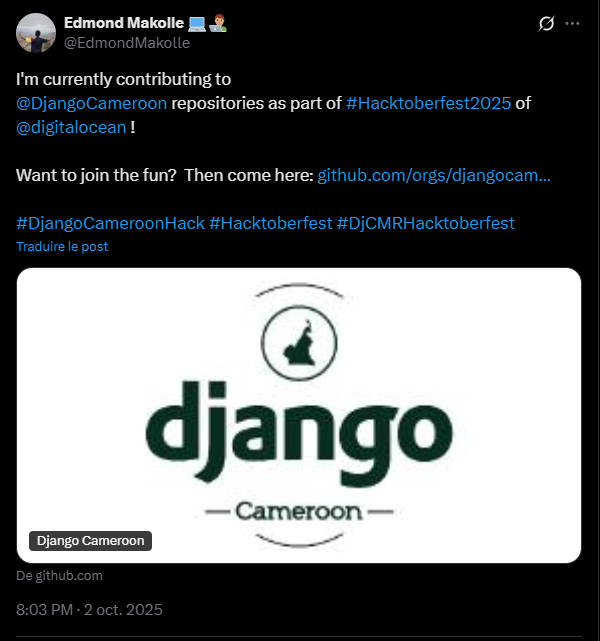 Edmond Makolle 💻👨🏽‍💻
@EdmondMakolle
I'm currently contributing to
@DjangoCameroon repositories as part of #Hacktoberfest2025 of
@digitalocean !
Want to join the fun? Then come here: github.com/orgs/djangocam...
#DjangoCameroonHack #Hacktoberfest #DjCMRHacktoberfest
Traduire le post
django
Cameroon
Django Cameroon
De github.com
8:03 PM · 2 oct. 2025